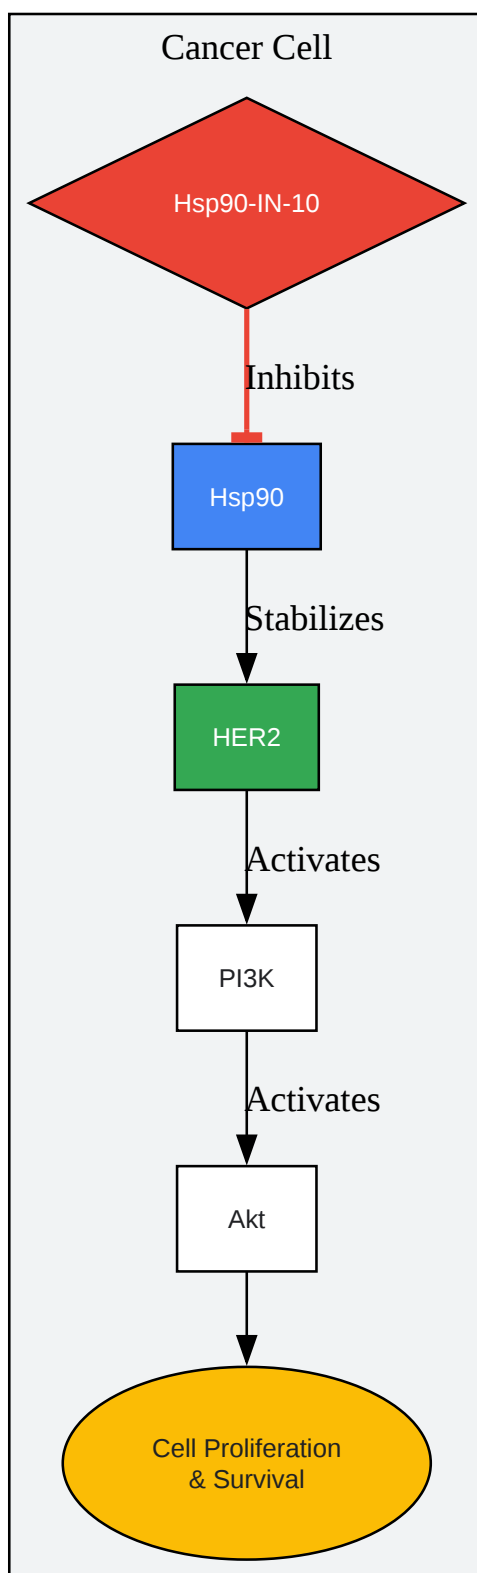 Cancer Cell
Hsp90-IN-10
Inhibits
Hsp90
Stabilizes
HER2
Activates
PI3K
Activates
Akt
Cell Proliferation
& Survival